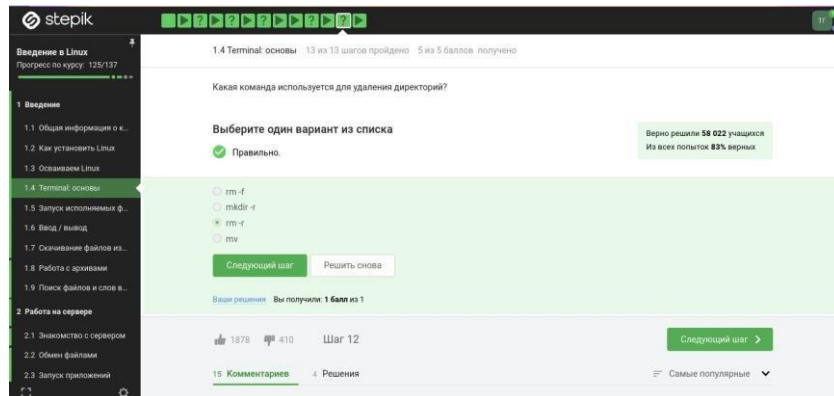 stepik
ТГ
Введение в Linux
Прогресс по курсу: 125/137
1 Введение
1.1 Общая информация о к...
1.2 Как установить Linux
1.3 Осваиваем Linux
1.4 Terminal: основы
1.5 Запуск исполняемых ф...
1.6 Ввод / вывод
1.7 Скачивание файлов из...
1.8 Работа с архивами
1.9 Поиск файлов и слов в...
2 Работа на сервере
2.1 Знакомство с сервером
2.2 Обмен файлами
2.3 Запуск приложений
1.4 Terminal: основы 13 из 13 шагов пройдено 5 из 5 баллов получено
Какая команда используется для удаления директорий?
Выберите один вариант из списка
Правильно.
Верно решили 58 022 учащихся
Из всех попыток 83% верных
rm -f
mkdir -r
rm -r
mv
Следующий шаг Решить снова
Ваши решения Вы получили: 1 балл из 1
1878 410 Шаг 12 Следующий шаг
15 Комментариев 4 Решения Самые популярные